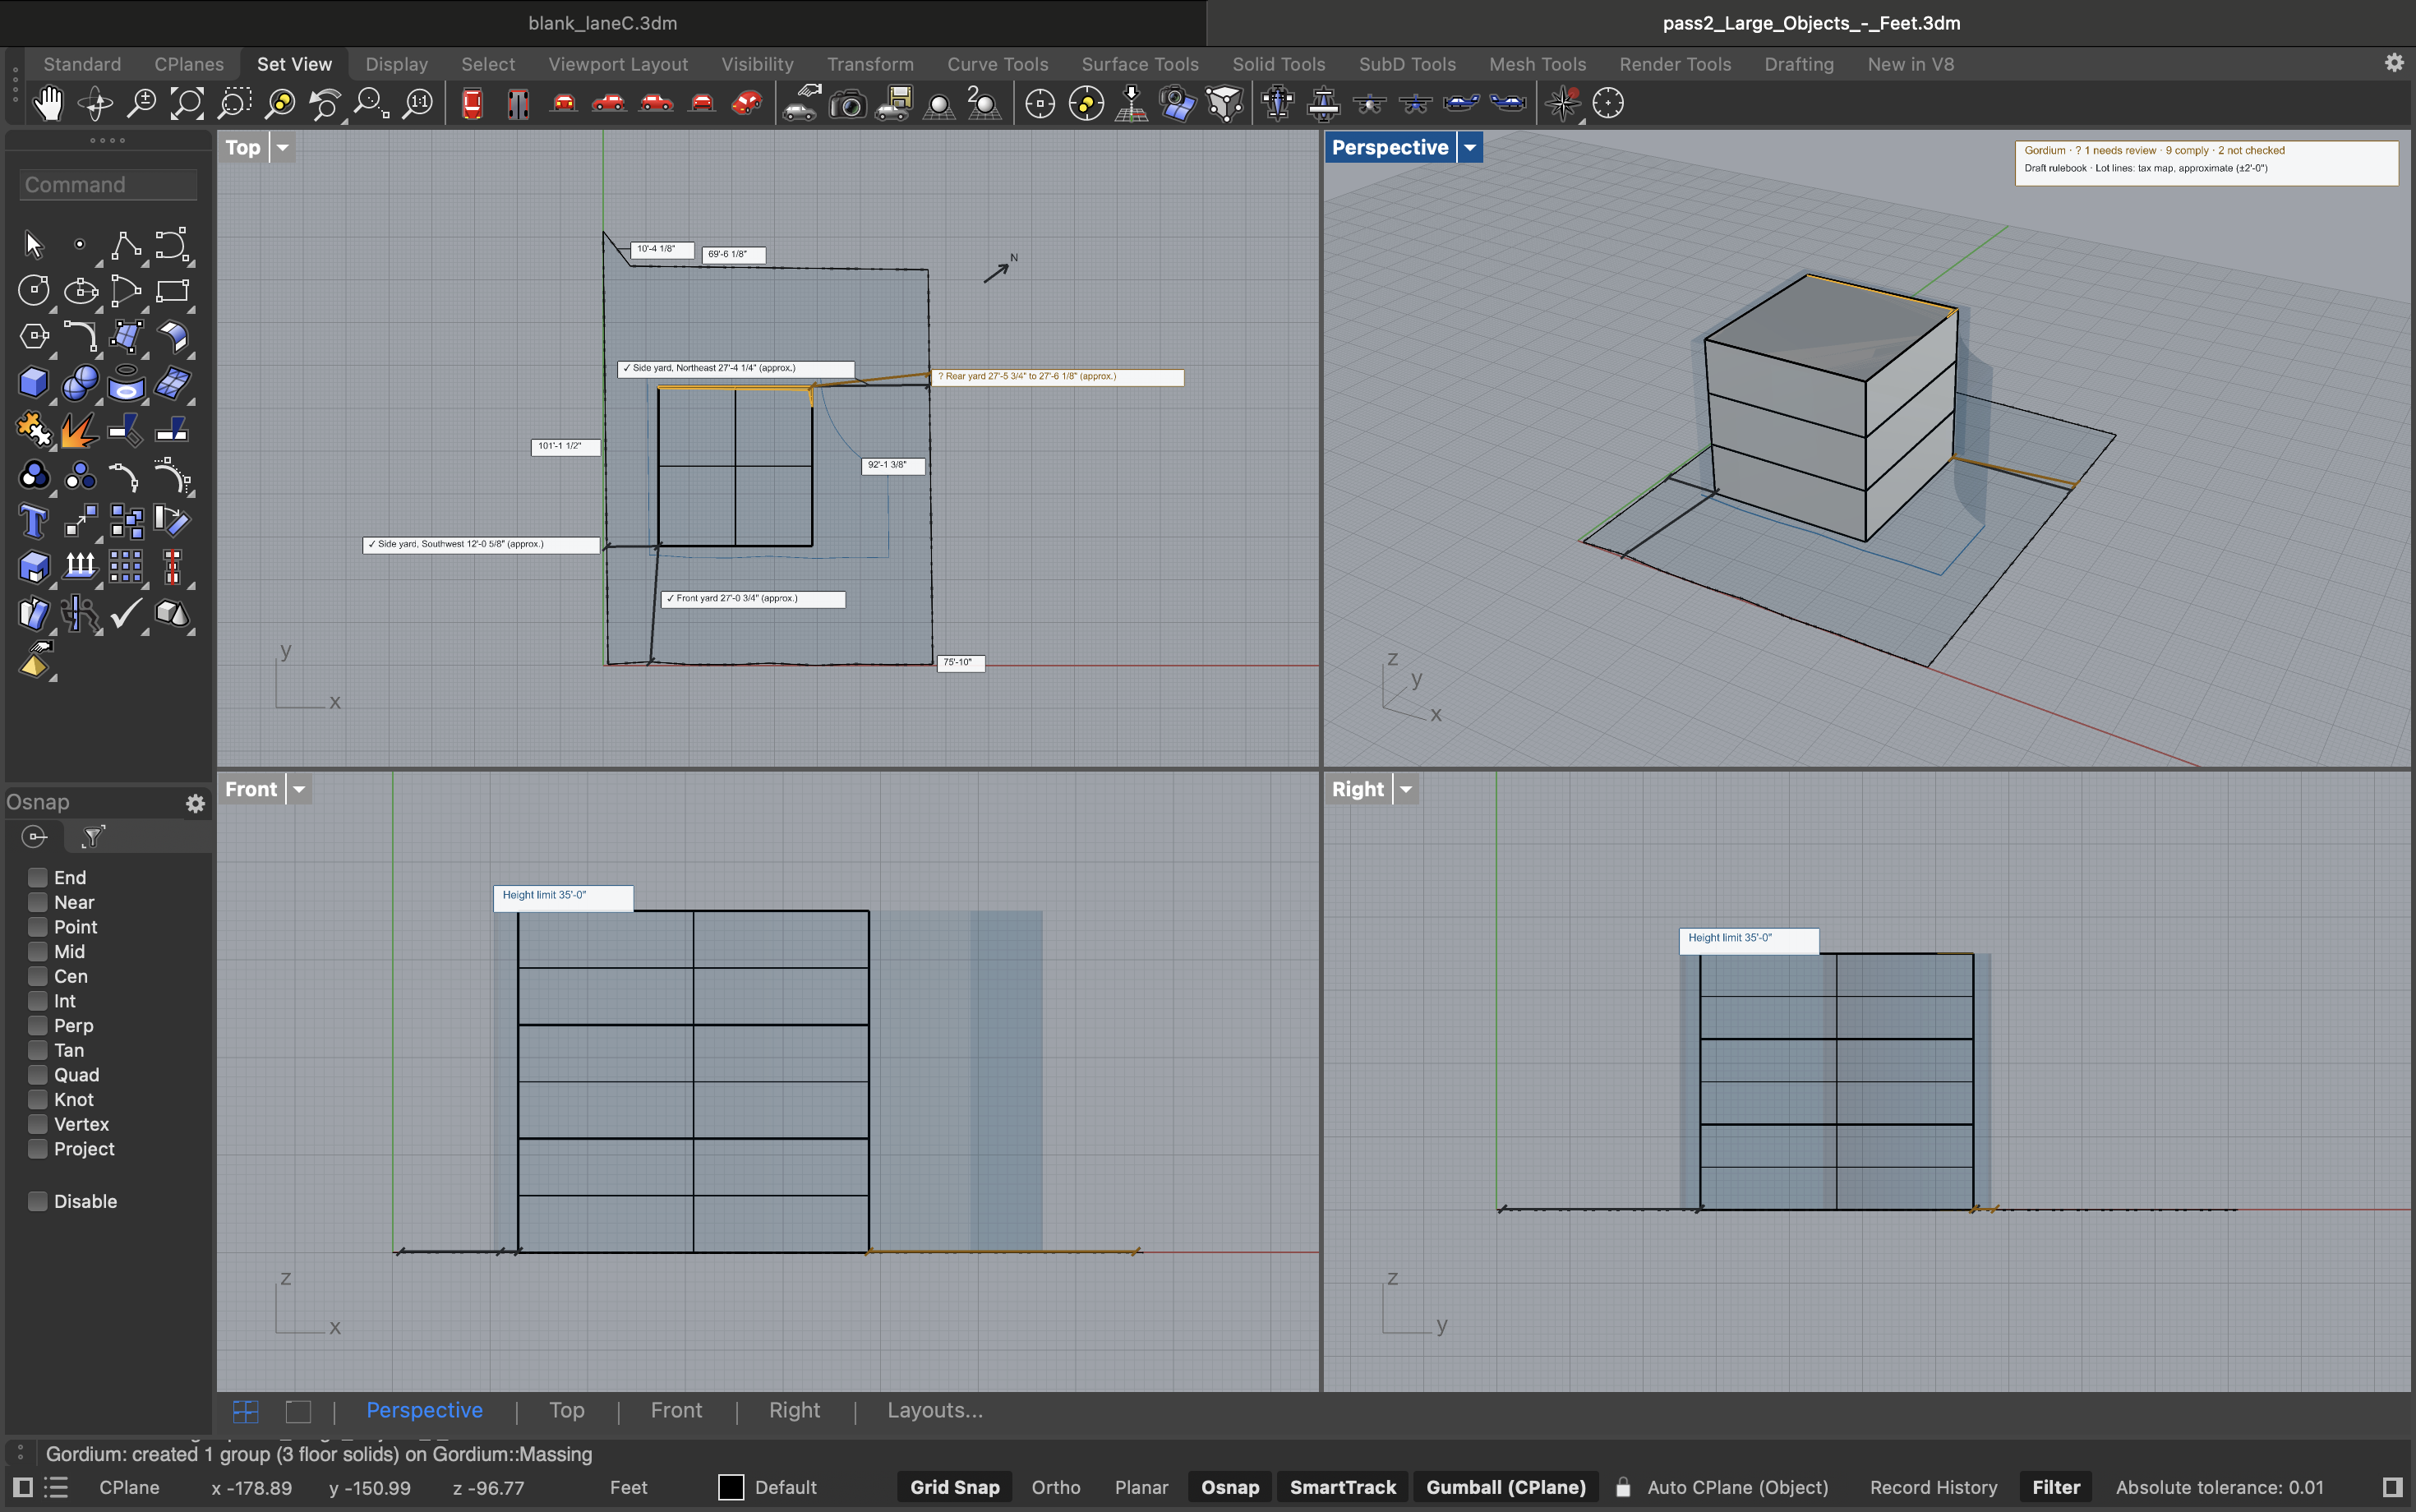 blank_laneC.3dm
pass2_Large_Objects_-_Feet.3dm
Standard
CPlanes
Set View
Display
Select
Viewport Layout
Visibility
Transform
Curve Tools
Surface Tools
Solid Tools
SubD Tools
Mesh Tools
Render Tools
Drafting
New in V8
1:1
2
Command
Top
10'-4 1/8"
69'-6 1/8"
N
✓ Side yard, Northeast 27'-4 1/4" (approx.)
? Rear yard 27'-5 3/4" to 27'-6 1/8" (approx.)
101'-1 1/2"
92'-1 3/8"
✓ Side yard, Southwest 12'-0 5/8" (approx.)
✓ Front yard 27'-0 3/4" (approx.)
75'-10"
y
x
Perspective
Gordium · ? 1 needs review · 9 comply · 2 not checked
Draft rulebook · Lot lines: tax map, approximate (±2'-0")
z
y
x
Front
Height limit 35'-0"
z
x
Right
Height limit 35'-0"
z
y
Osnap
End
Near
Point
Mid
Cen
Int
Perp
Tan
Quad
Knot
Vertex
Project
Disable
Perspective
Top
Front
Right
Layouts...
Gordium: created 1 group (3 floor solids) on Gordium::Massing
CPlane
x -178.89
y -150.99
z -96.77
Feet
Default
Grid Snap
Ortho
Planar
Osnap
SmartTrack
Gumball (CPlane)
Auto CPlane (Object)
Record History
Filter
Absolute tolerance: 0.01